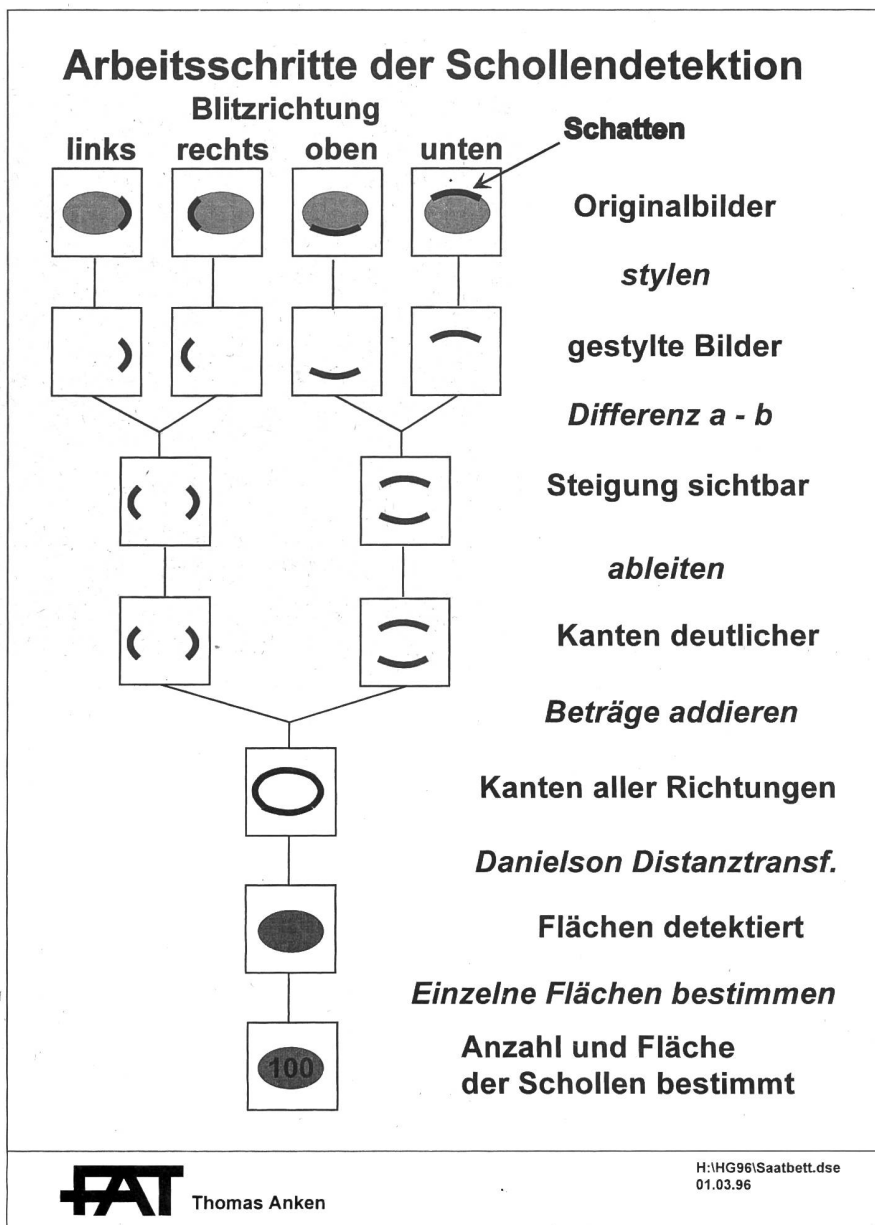 Arbeitsschritte der Schollendetektion
Blitzrichtung
links rechts oben unten
Schatten
Originalbilder
stylen
gestylte Bilder
Differenz a - b
Steigung sichtbar
ableiten
Kanten deutlicher
Beträge addieren
Kanten aller Richtungen
Danielson Distanztransf.
Flächen detektiert
Einzelne Flächen bestimmen
100
Anzahl und Fläche
der Schollen bestimmt
FAT Thomas Anken
H:\HG96\Saatbett.dse
01.03.96